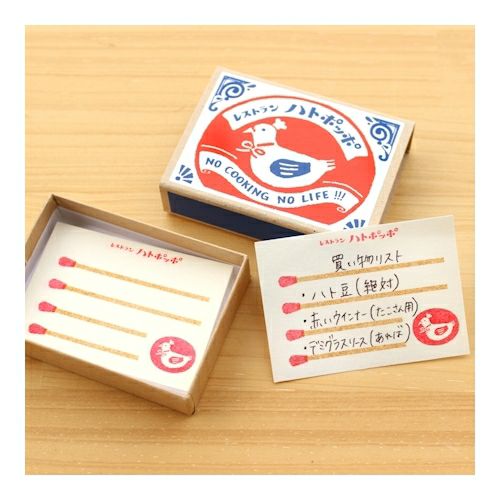 レストラン ハトポッポ
NO COOKING NO LIFE!!!
レストラン ハトポッポ
レストラン ハトポッポ
買い物リスト
・ハト豆(絶対)
・赤いウインナー(たこさん用)
・デミグラスソース(あれば)